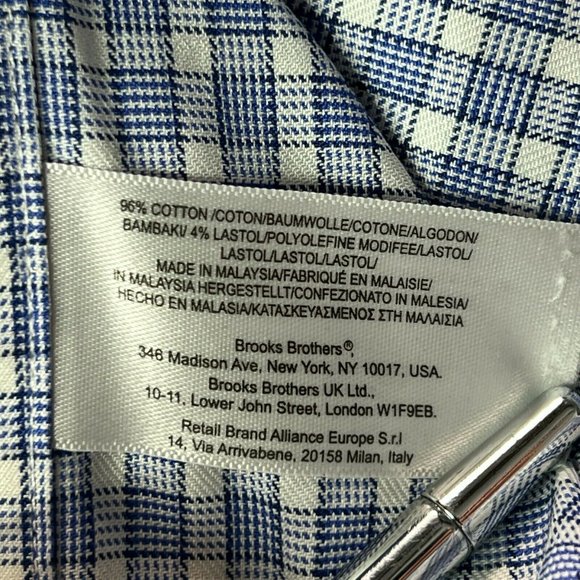 96% COTTON /COTON/BAUMWOLLE/COTONE/ALGODON/
BAMBAKI/ 4% LASTOL/POLYOLEFINE MODIFEE/LASTOL/
LASTOL/LASTOL/LASTOL/
MADE IN MALAYSIA/FABRIQUÉ EN MALAISIE/
IN MALAYSIA HERGESTELLT/CONFEZIONATO IN MALESIA/
HECHO EN MALASIA/ΚΑΤΑΣΚΕΥΑΣΜΕΝΟΣ ΣΤΗ ΜΑΛΑΙΣΙΑ
Brooks Brothers®,
346 Madison Ave, New York, NY 10017, USA.
Brooks Brothers UK Ltd.,
10-11, Lower John Street, London W1F9EB.
Retail Brand Alliance Europe S.r.l
14, Via Arrivabene, 20158 Milan, Italy